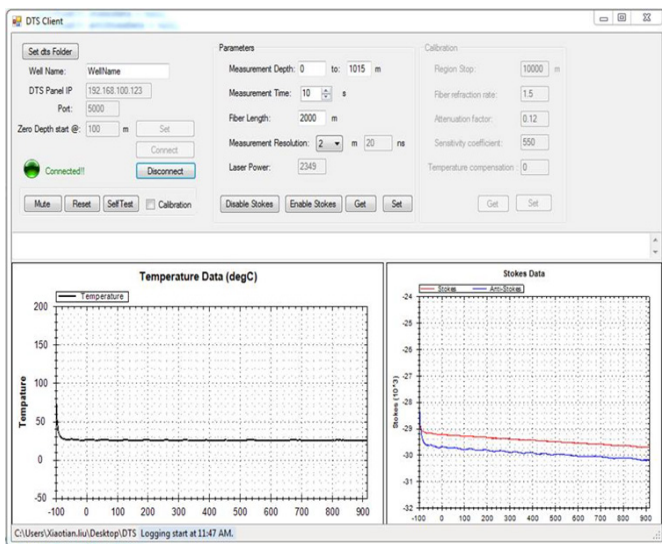 DTS Client
Set dts Folder
Well Name: WellName
DTS Panel IP 192.168.100.123
Port: 5000
Zero Depth start @: 100 m Set
Connect
Connected!! Disconnect
Mute Reset SelfTest Calibration
Parameters
Measurement Depth: 0 to: 1015 m
Measurement Time: 10 s
Fiber Length: 2000 m
Measurement Resolution: 2 m 20 ns
Laser Power: 2349
Disable Stokes Enable Stokes Get Set
Calibration
Region Stop: 10000 m
Fiber refraction rate: 1.5
Attenuation factor: 0.12
Sensitivity coefficient: 550
Temperature compensation 0
Get Set
Temperature Data (degC)
Temperature
Tempature
200
150
100
50
0
-50
-100 0 100 200 300 400 500 600 700 800 900
Stokes Data
Stokes Anti-Stokes
Stokes (10^3)
-24
-25
-26
-27
-28
-29
-30
-31
-32
-100 0 100 200 300 400 500 600 700 800 900
C:\Users\Xiaotian.liu\Desktop\DTS Logging start at 11:47 AM.